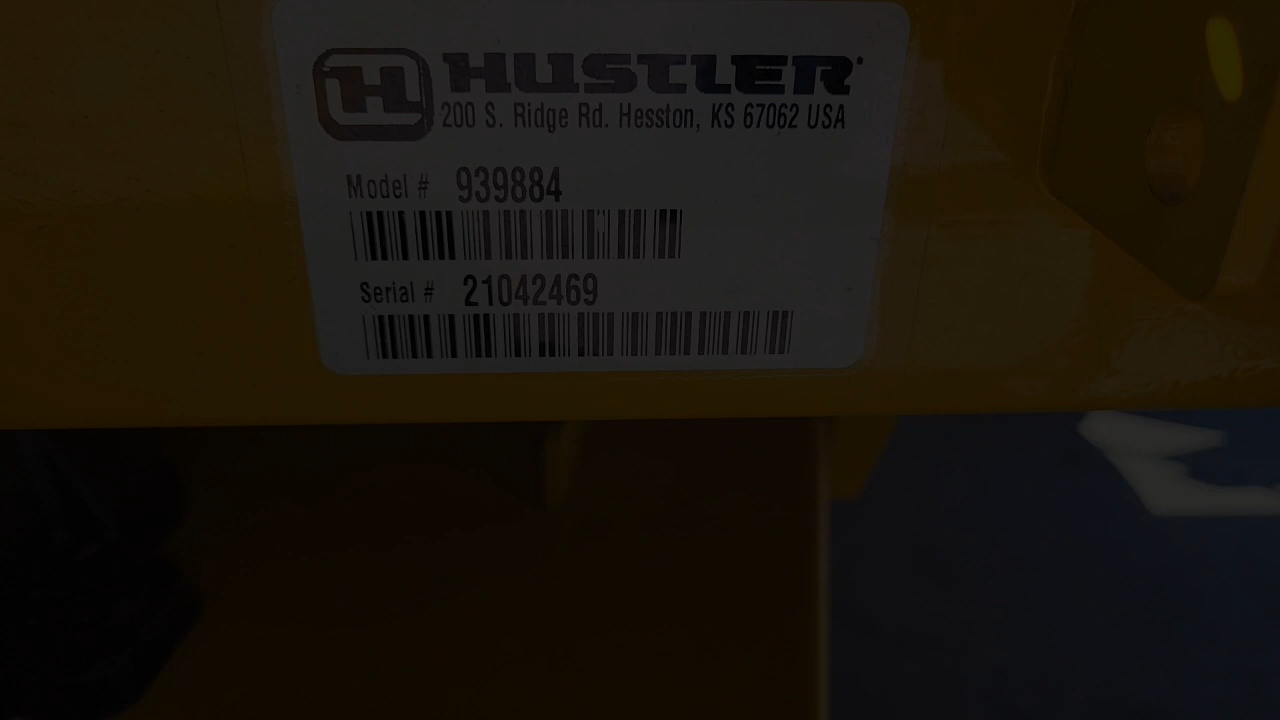 HUSTLER
200 S. Ridge Rd. Hesston, KS 67062 USA
Model # 939884
Serial # 21042469